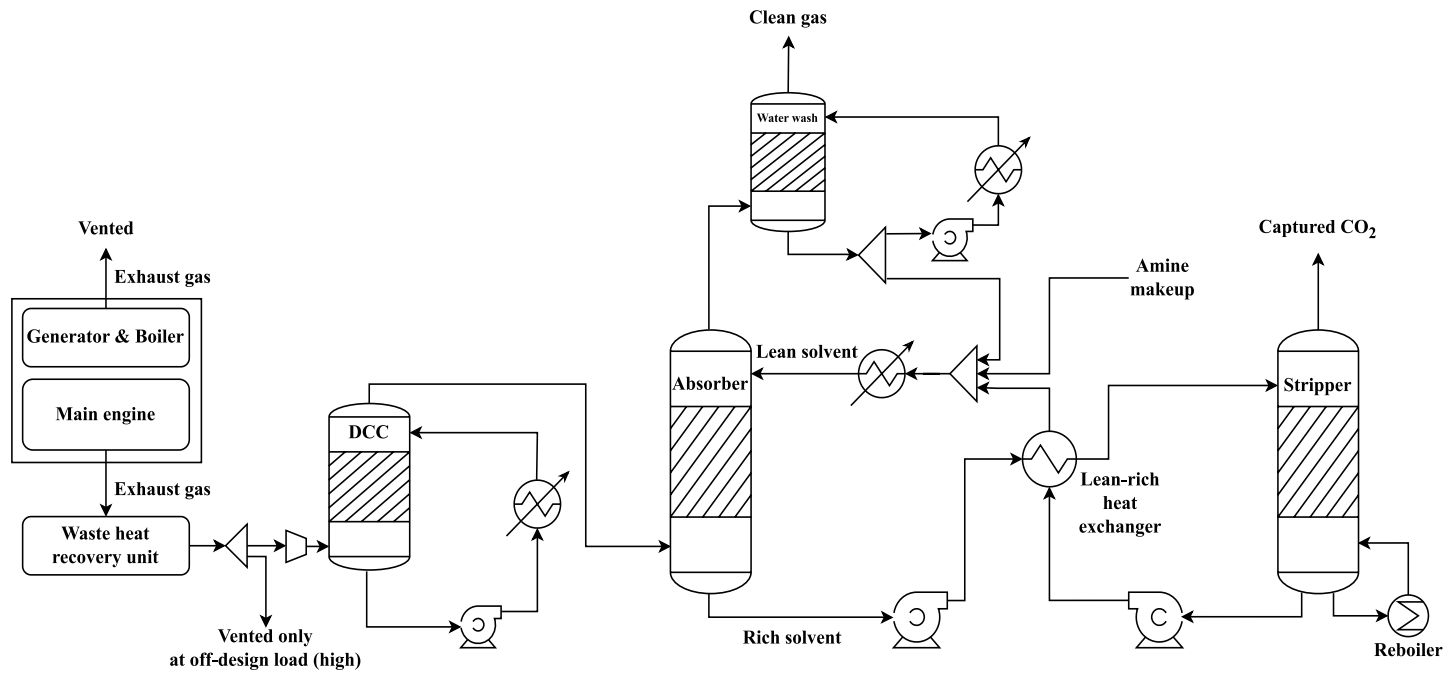 Clean gas
Water wash
Vented
Exhaust gas
Generator & Boiler
Main engine
Exhaust gas
Waste heat
recovery unit
Vented only
at off-design load (high)
DCC
Absorber
Lean solvent
Rich solvent
Amine
makeup
Lean-rich
heat
exchanger
Captured CO2
Stripper
Reboiler